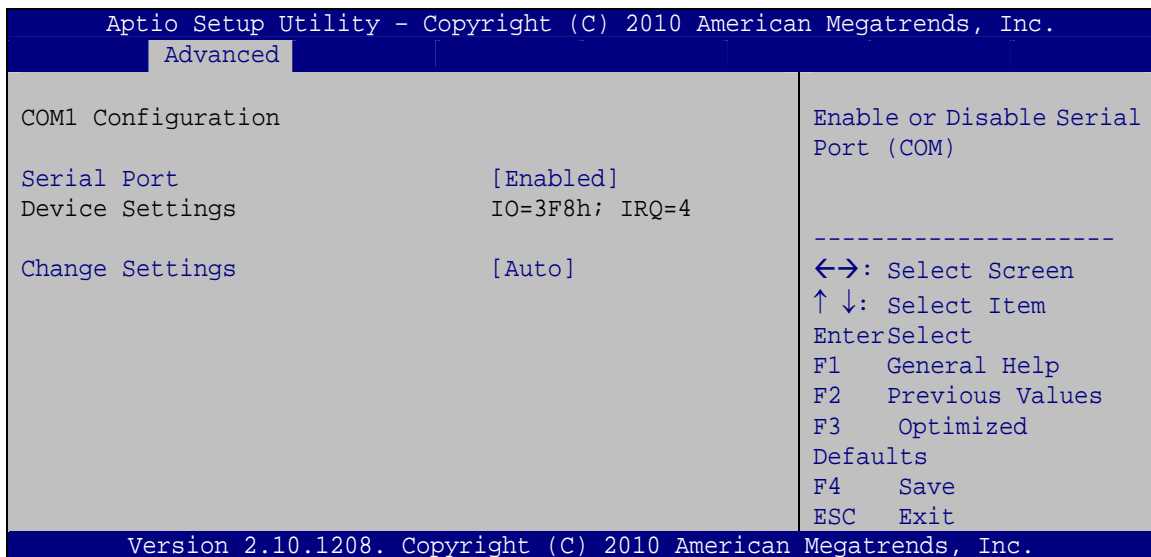 Aptio Setup Utility – Copyright (C) 2010 American Megatrends, Inc.
Advanced
COM1 Configuration
Serial Port [Enabled]
Device Settings IO=3F8h; IRQ=4
Change Settings [Auto]
Enable or Disable Serial
Port (COM)
---------------------
←→: Select Screen
↑ ↓: Select Item
EnterSelect
F1 General Help
F2 Previous Values
F3 Optimized
Defaults
F4 Save
ESC Exit
Version 2.10.1208. Copyright (C) 2010 American Megatrends, Inc.